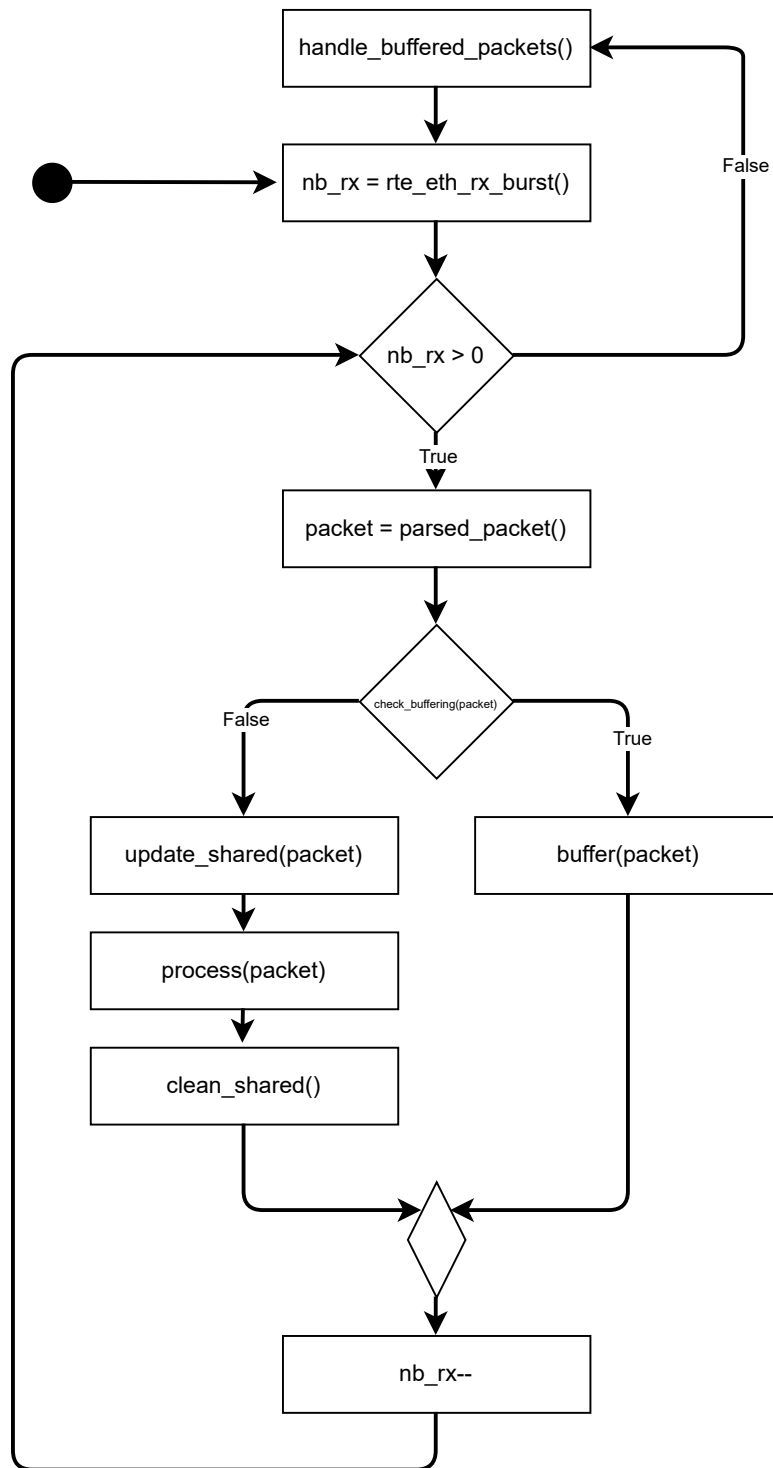 handle_buffered_packets()
False
nb_rx = rte_eth_rx_burst()
nb_rx > 0
True
packet = parsed_packet()
check_buffering(packet)
False
True
update_shared(packet)
buffer(packet)
process(packet)
clean_shared()
nb_rx--